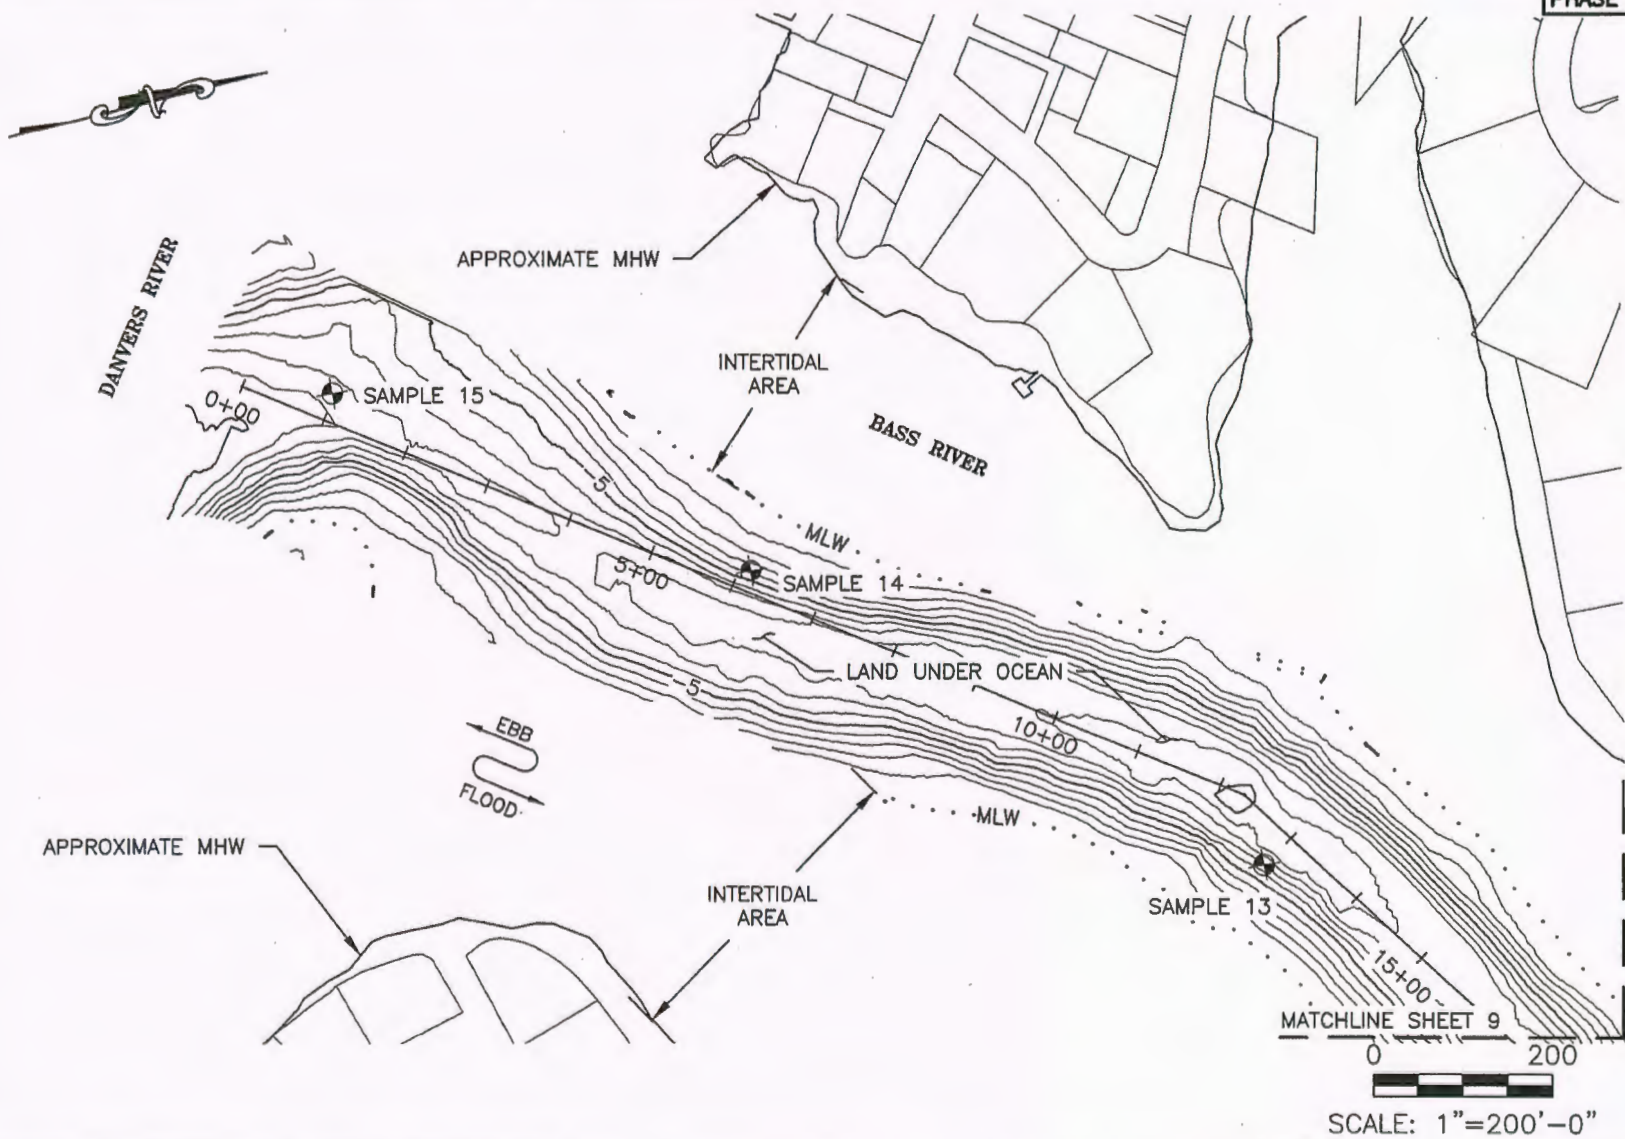 PHASE
APPROXIMATE MHW
DANVERS RIVER
INTERTIDAL
AREA
SAMPLE 15
0+00
BASS RIVER
-5
MLW
5+00
SAMPLE 14
LAND UNDER OCEAN
-5
10+00
EBB
FLOOD
MLW
APPROXIMATE MHW
INTERTIDAL
AREA
SAMPLE 13
15+00
MATCHLINE SHEET 9
0 200
SCALE: 1"=200'-0"